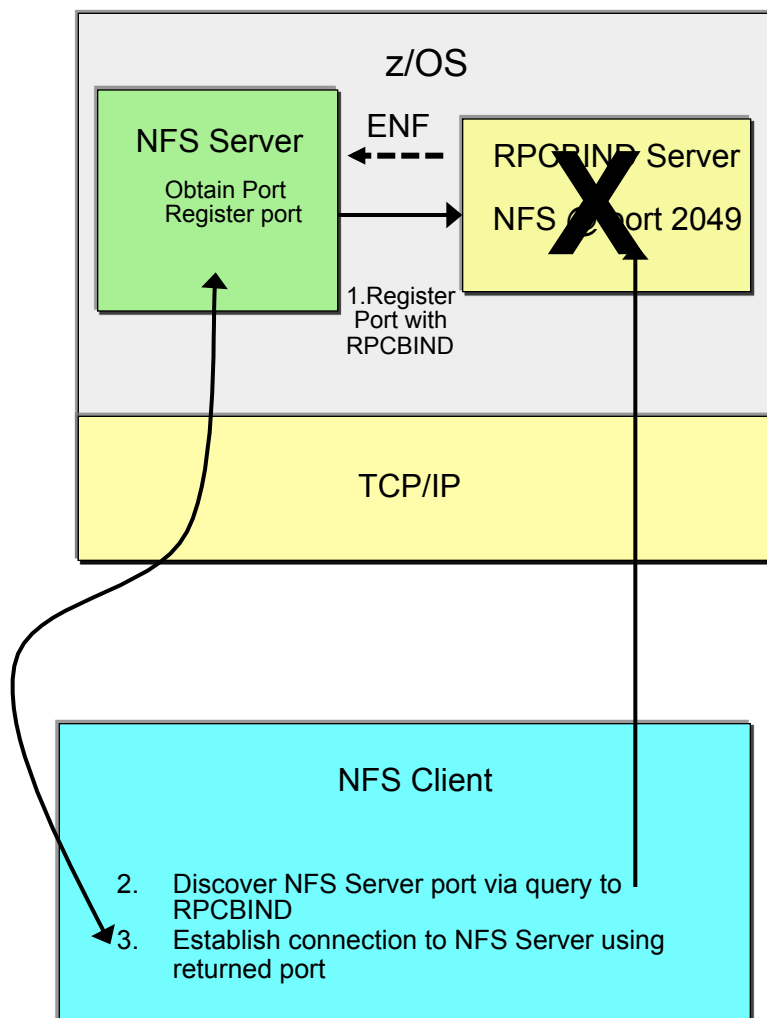 z/OS
NFS Server
Obtain Port
Register port
ENF
RPCBIND Server
NFS @ port 2049
X
1.Register
Port with
RPCBIND
TCP/IP
NFS Client
2. Discover NFS Server port via query to
RPCBIND
3. Establish connection to NFS Server using
returned port